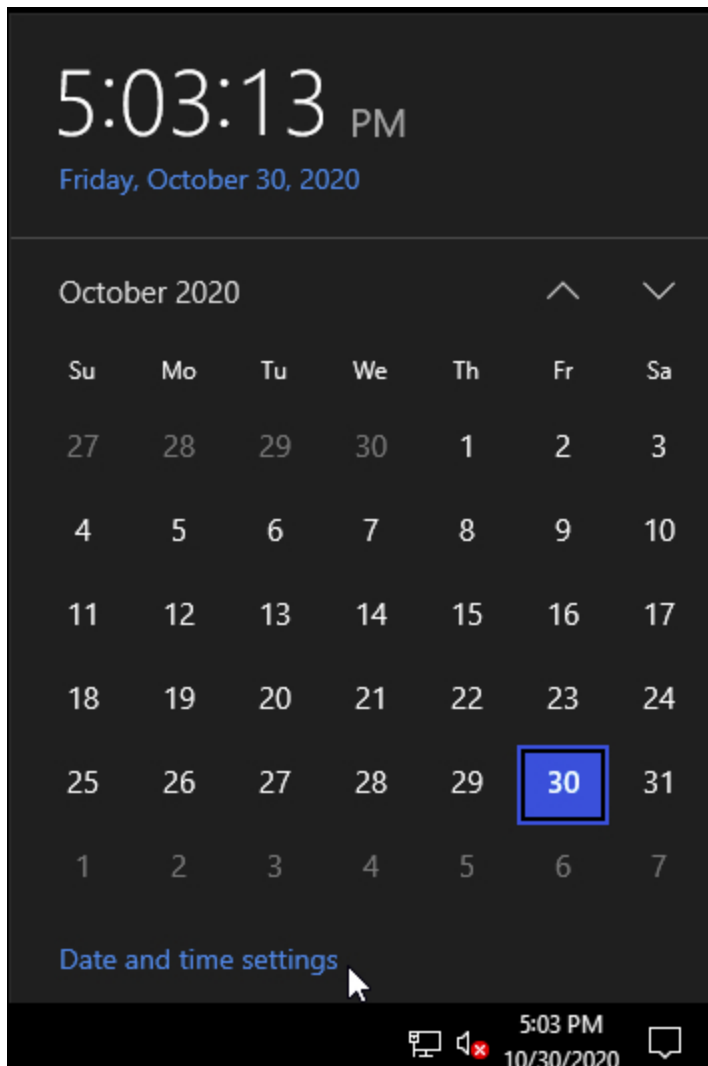 5:03:13 PM
Friday, October 30, 2020
October 2020
Su Mo Tu We Th Fr Sa
27 28 29 30 1 2 3
4 5 6 7 8 9 10
11 12 13 14 15 16 17
18 19 20 21 22 23 24
25 26 27 28 29 30 31
1 2 3 4 5 6 7
Date and time settings
5:03 PM
10/30/2020